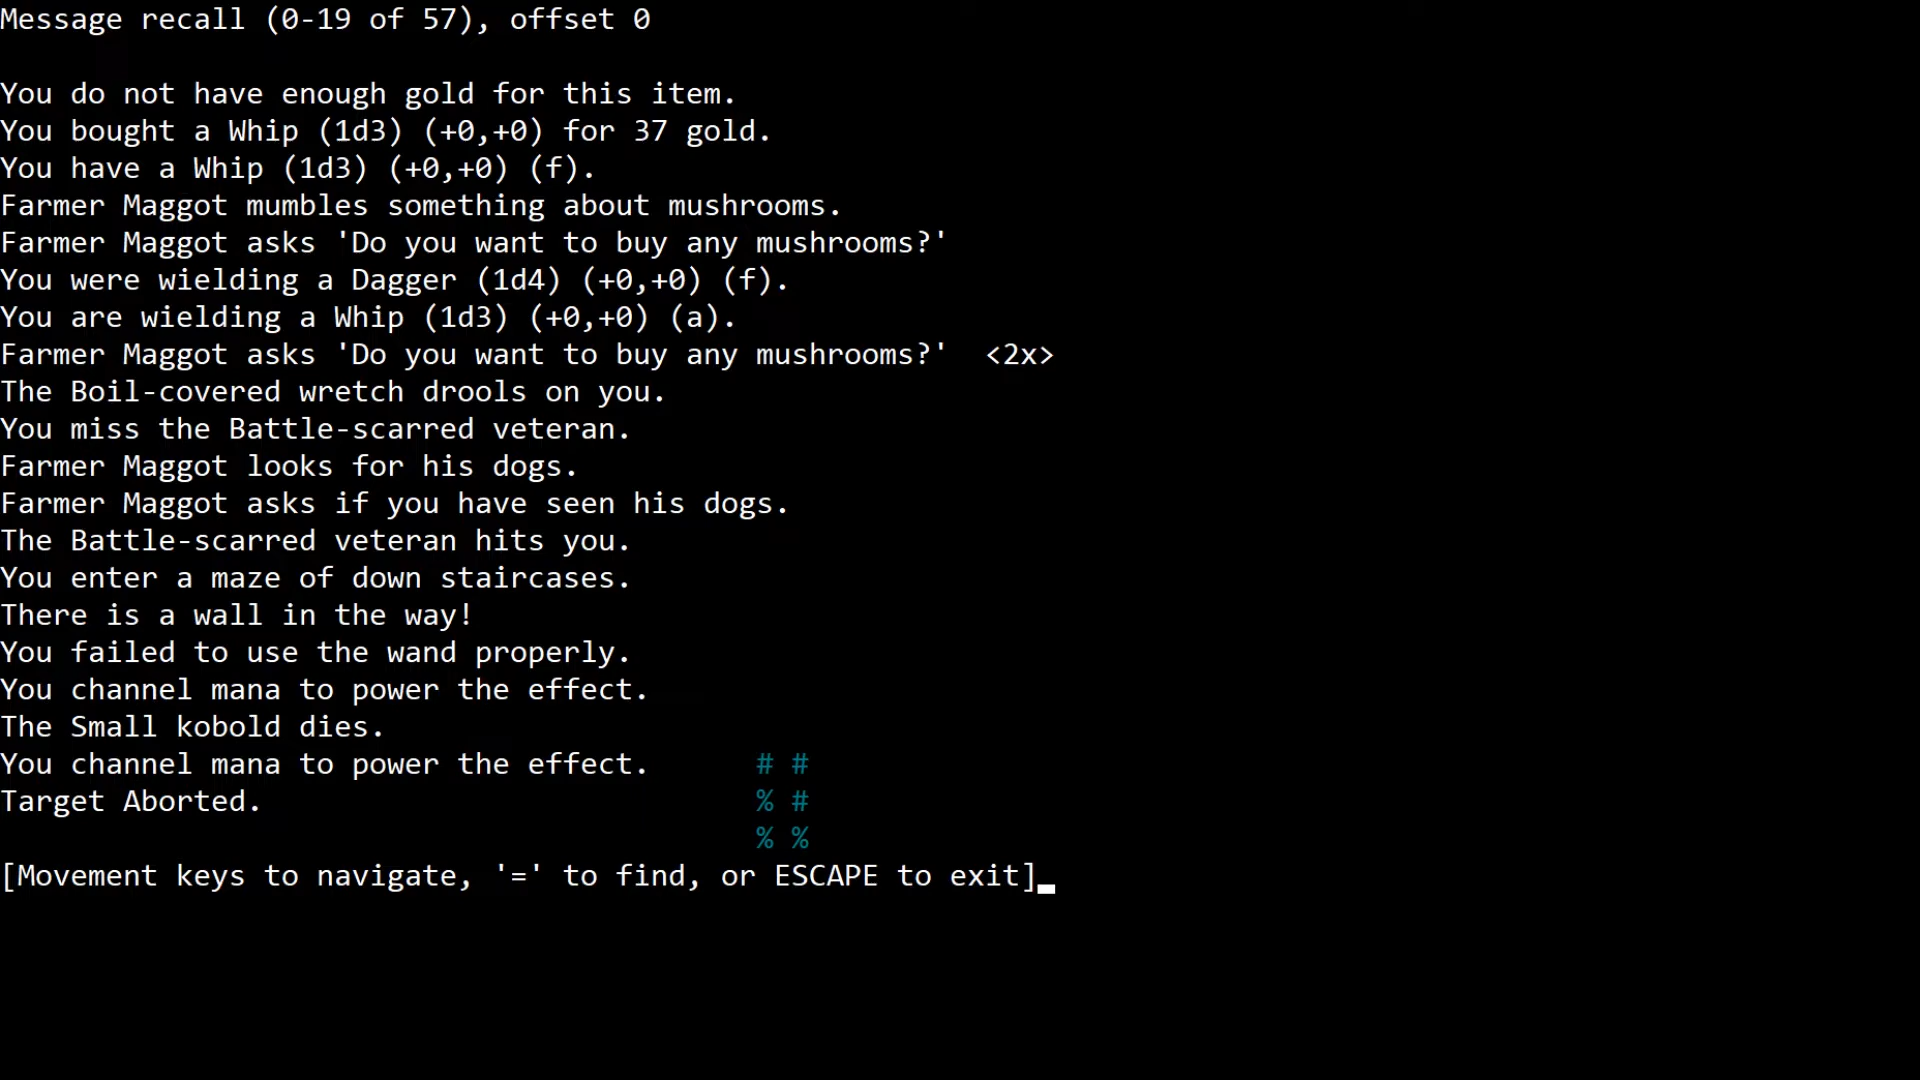 Message recall (0-19 of 57), offset 0
You do not have enough gold for this item.
You bought a Whip (1d3) (+0,+0) for 37 gold.
You have a Whip (1d3) (+0,+0) (f).
Farmer Maggot mumbles something about mushrooms.
Farmer Maggot asks 'Do you want to buy any mushrooms?'
You were wielding a Dagger (1d4) (+0,+0) (f).
You are wielding a Whip (1d3) (+0,+0) (a).
Farmer Maggot asks 'Do you want to buy any mushrooms?'  <2x>
The Boil-covered wretch drools on you.
You miss the Battle-scarred veteran.
Farmer Maggot looks for his dogs.
Farmer Maggot asks if you have seen his dogs.
The Battle-scarred veteran hits you.
You enter a maze of down staircases.
There is a wall in the way!
You failed to use the wand properly.
You channel mana to power the effect.
The Small kobold dies.
You channel mana to power the effect.      # #
Target Aborted.                            % #
                                           % %
[Movement keys to navigate, '=' to find, or ESCAPE to exit]